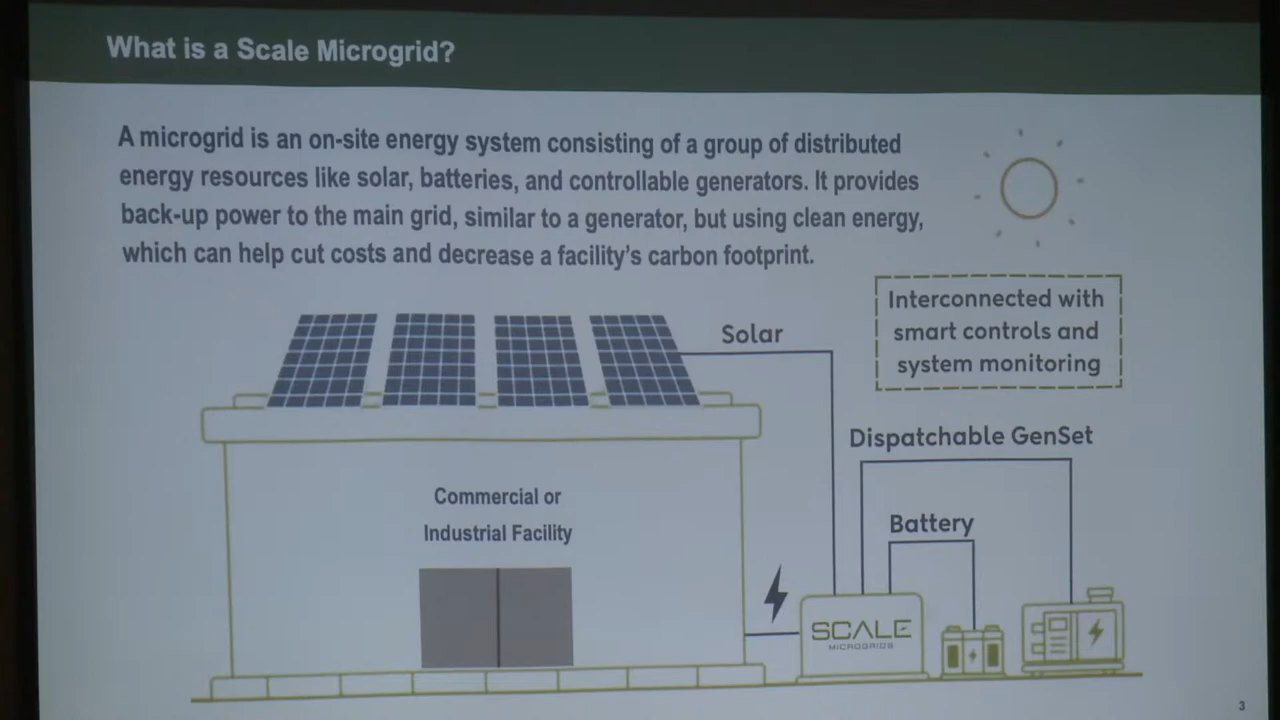 What is a Scale Microgrid?
A microgrid is an on-site energy system consisting of a group of distributed
energy resources like solar, batteries, and controllable generators. It provides
back-up power to the main grid, similar to a generator, but using clean energy,
which can help cut costs and decrease a facility's carbon footprint.
Interconnected with
smart controls and
system monitoring
Solar
Dispatchable GenSet
Battery
Commercial or
Industrial Facility
SCALE
MICROGRIDS
3